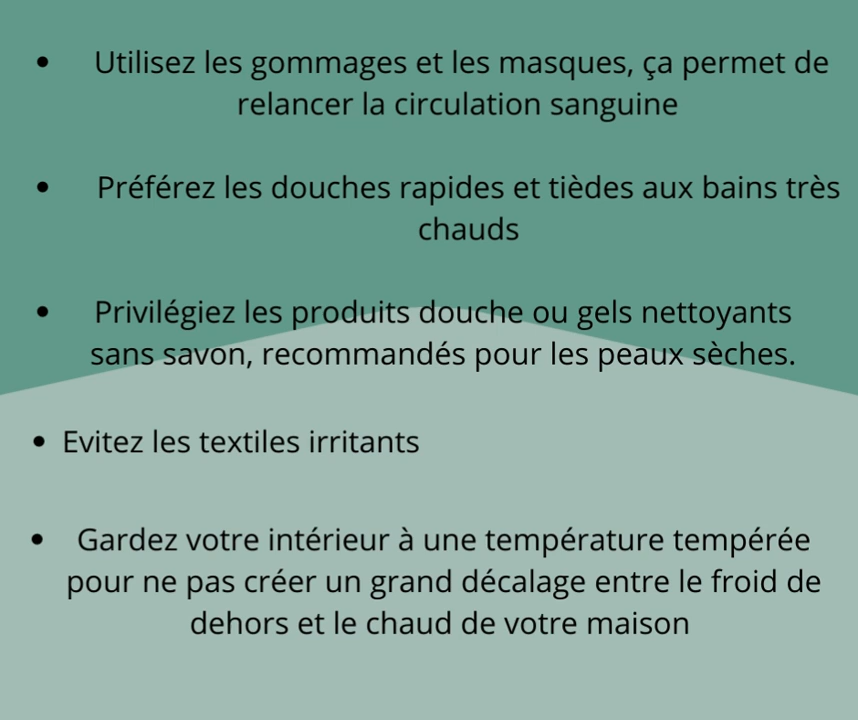 • Utilisez les gommages et les masques, ça permet de
relancer la circulation sanguine
• Préférez les douches rapides et tièdes aux bains très
chauds
• Privilégiez les produits douche ou gels nettoyants
sans savon, recommandés pour les peaux sèches.
• Evitez les textiles irritants
• Gardez votre intérieur à une température tempérée
pour ne pas créer un grand décalage entre le froid de
dehors et le chaud de votre maison